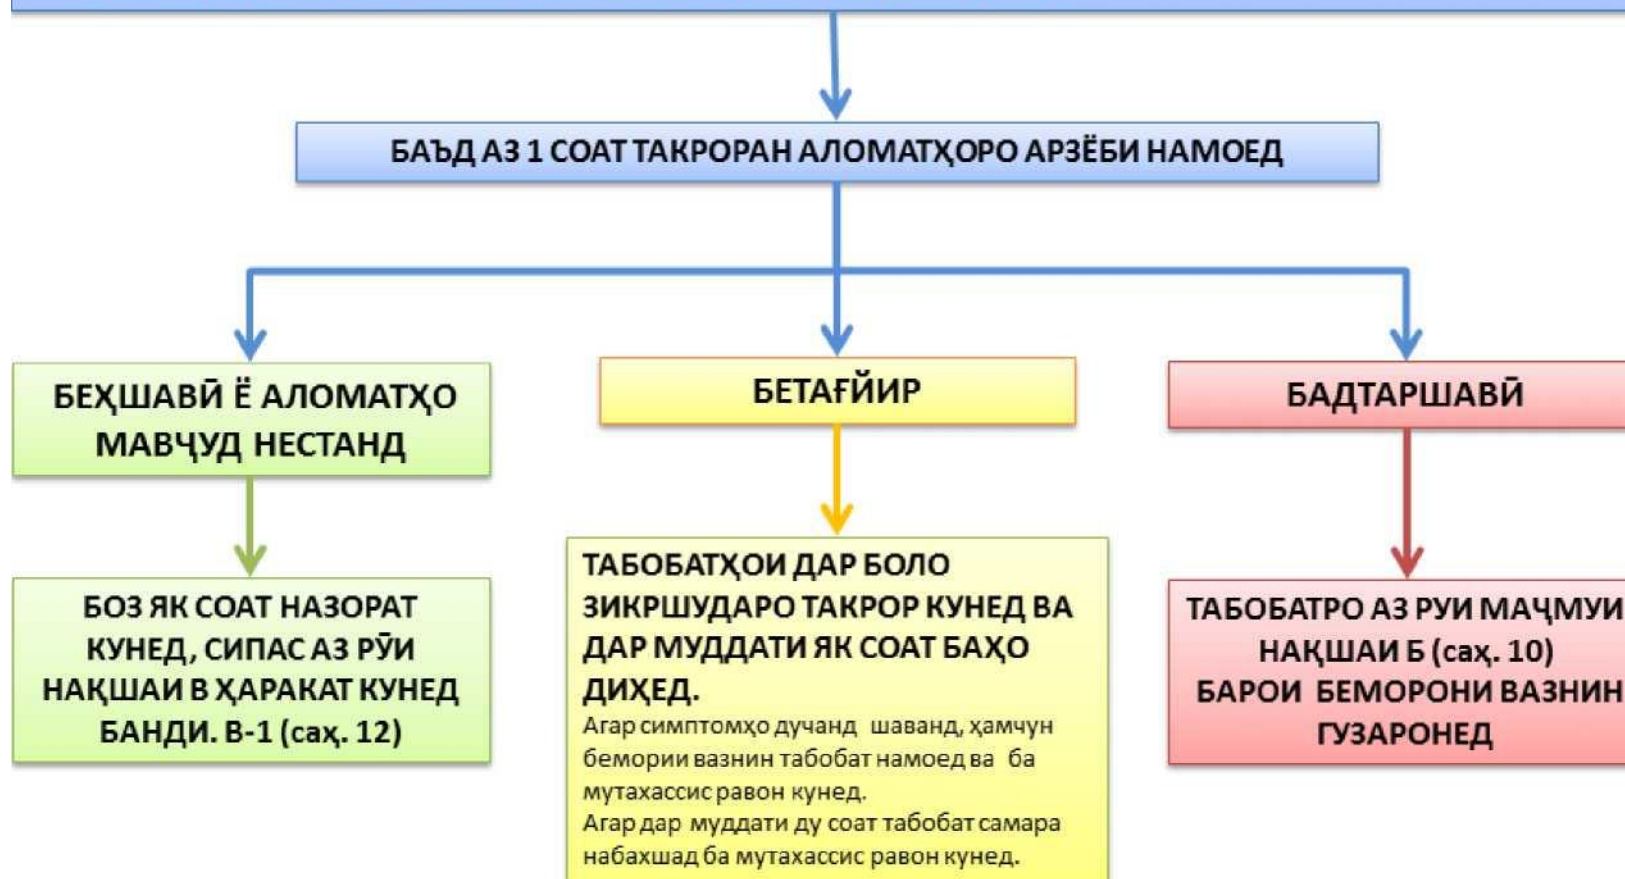 БАЪД АЗ 1 СОАТ ТАКРОРАН АЛОМАТҲОРО АРЗЁБИ НАМОЕД
БЕҲШАВӢ Ё АЛОМАТҲО
МАВҶУД НЕСТАНД
БЕТАҒЙИР
БАДТАРШАВӢ
БОЗ ЯК СОАТ НАЗОРАТ
КУНЕД, СИПАС АЗ РӮИ
НАҚШАИ В ҲАРАКАТ КУНЕД
БАНДИ. В-1 (саҳ. 12)
ТАБОБАТҲОИ ДАР БОЛО
ЗИКРШУДАРО ТАКРОР КУНЕД ВА
ДАР МУДДАТИ ЯК СОАТ БАҲО
ДИҲЕД.
Агар симптомҳо дучанд шаванд, ҳамчун
бемории вазнин табобат намоед ва ба
мутахассис равон кунед.
Агар дар муддати ду соат табобат самара
набахшад ба мутахассис равон кунед.
ТАБОБАТРО АЗ РУИ МАҶМУИ
НАҚШАИ Б (саҳ. 10)
БАРОИ БЕМОРОНИ ВАЗНИН
ГУЗАРОНЕД